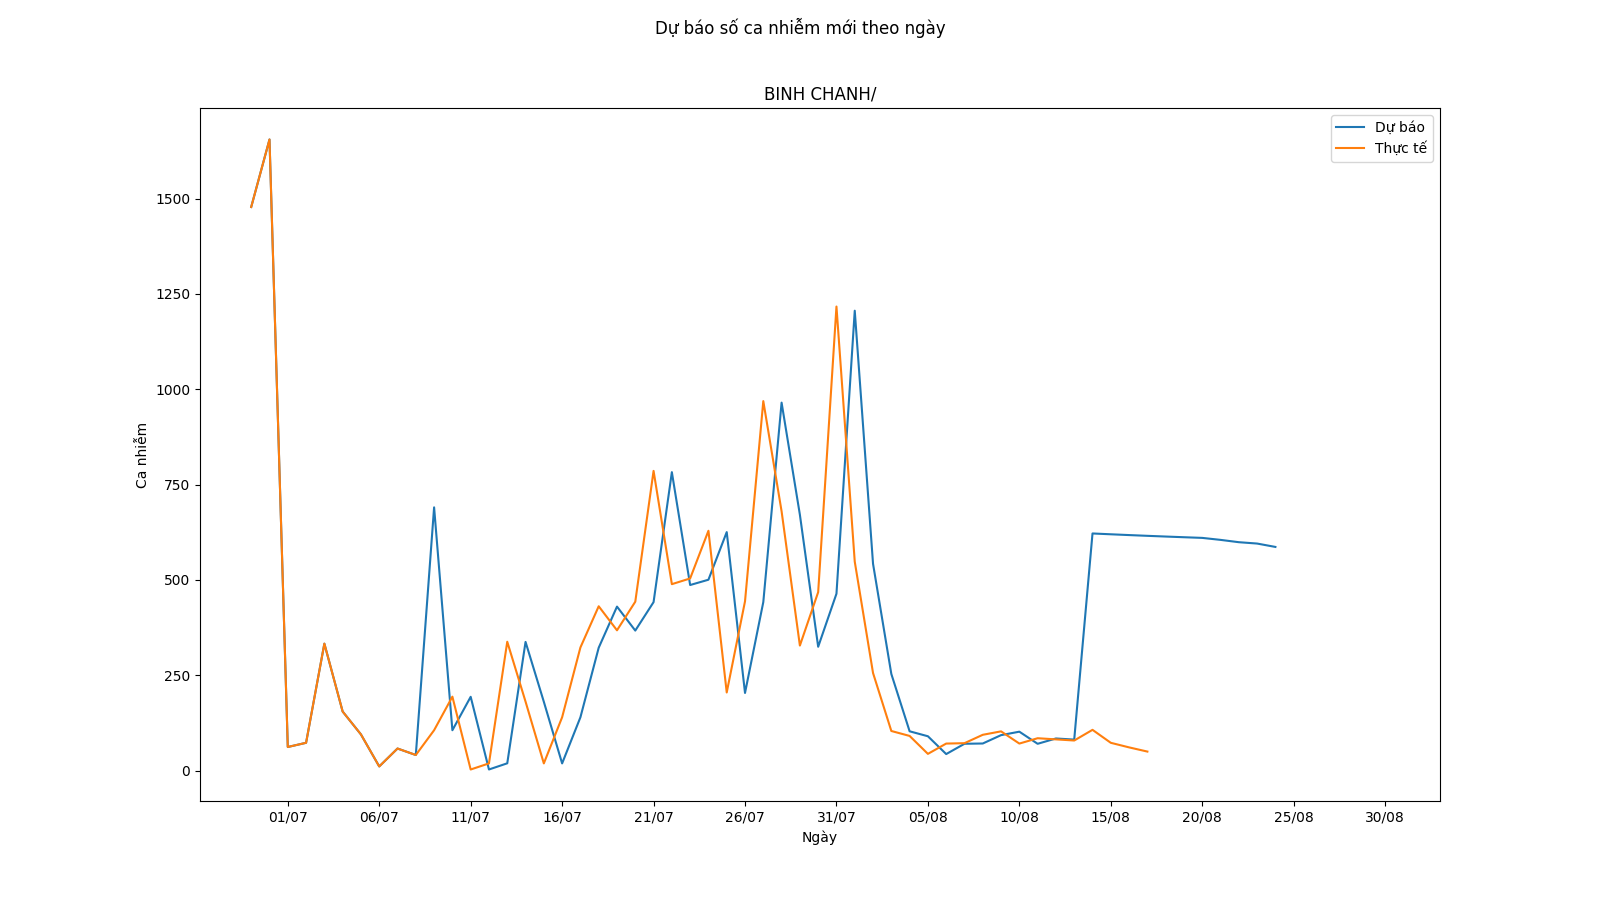 Dự báo số ca nhiễm mới theo ngày
BINH CHANH/
Dự báo
Thực tế
1500
1250
1000
750
500
250
0
Ca nhiễm
01/07 06/07 11/07 16/07 21/07 26/07 31/07 05/08 10/08 15/08 20/08 25/08 30/08
Ngày